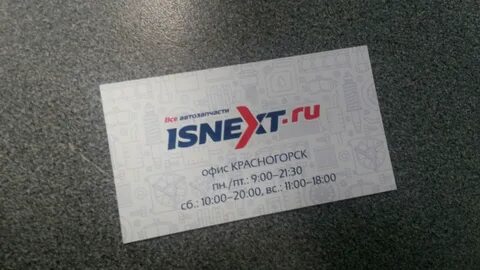 Все автозапчасти
ISNEXT.ru
офис КРАСНОГОРСК
пн./пт.: 9:00–21:30
сб.: 10:00–20:00, вс.: 11:00–18:00